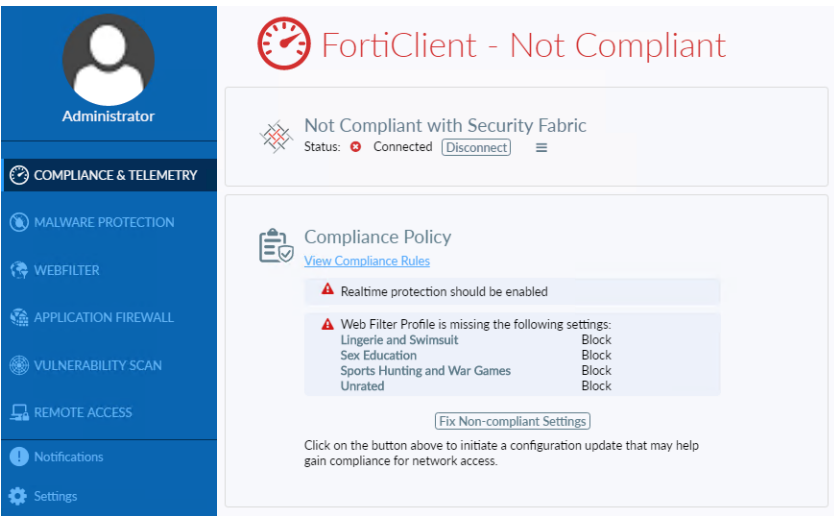 FortiClient - Not Compliant
Administrator
COMPLIANCE & TELEMETRY
MALWARE PROTECTION
WEBFILTER
APPLICATION FIREWALL
VULNERABILITY SCAN
REMOTE ACCESS
Notifications
Settings
Not Compliant with Security Fabric
Status: Connected Disconnect
Compliance Policy
View Compliance Rules
Realtime protection should be enabled
Web Filter Profile is missing the following settings:
Lingerie and Swimsuit Block
Sex Education Block
Sports Hunting and War Games Block
Unrated Block
Fix Non-compliant Settings
Click on the button above to initiate a configuration update that may help
gain compliance for network access.